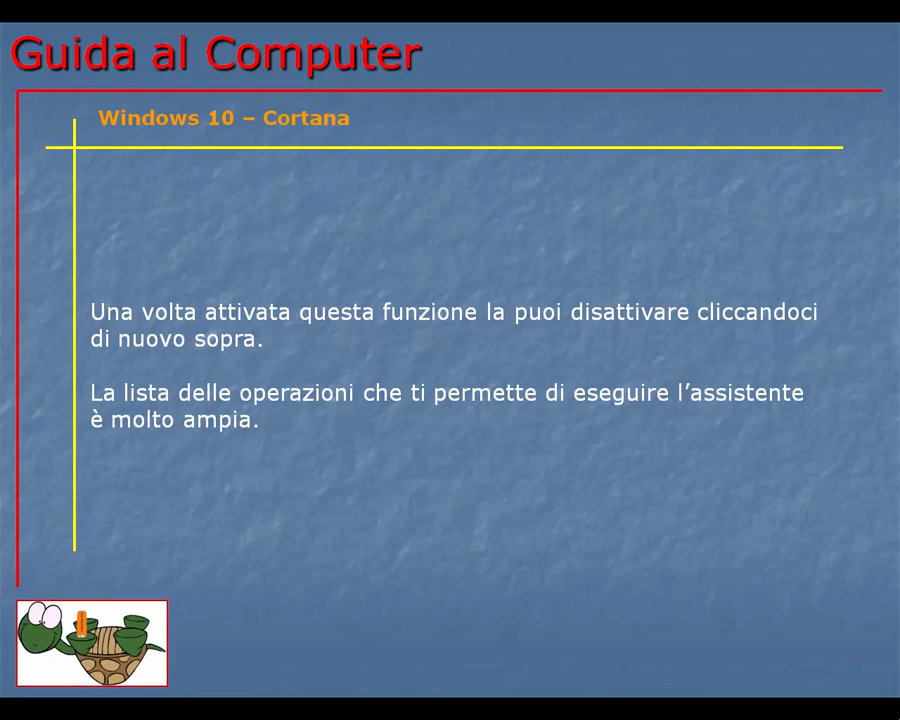 Guida al Computer
Windows 10 – Cortana
Una volta attivata questa funzione la puoi disattivare cliccandoci
di nuovo sopra.
La lista delle operazioni che ti permette di eseguire l’assistente
è molto ampia.